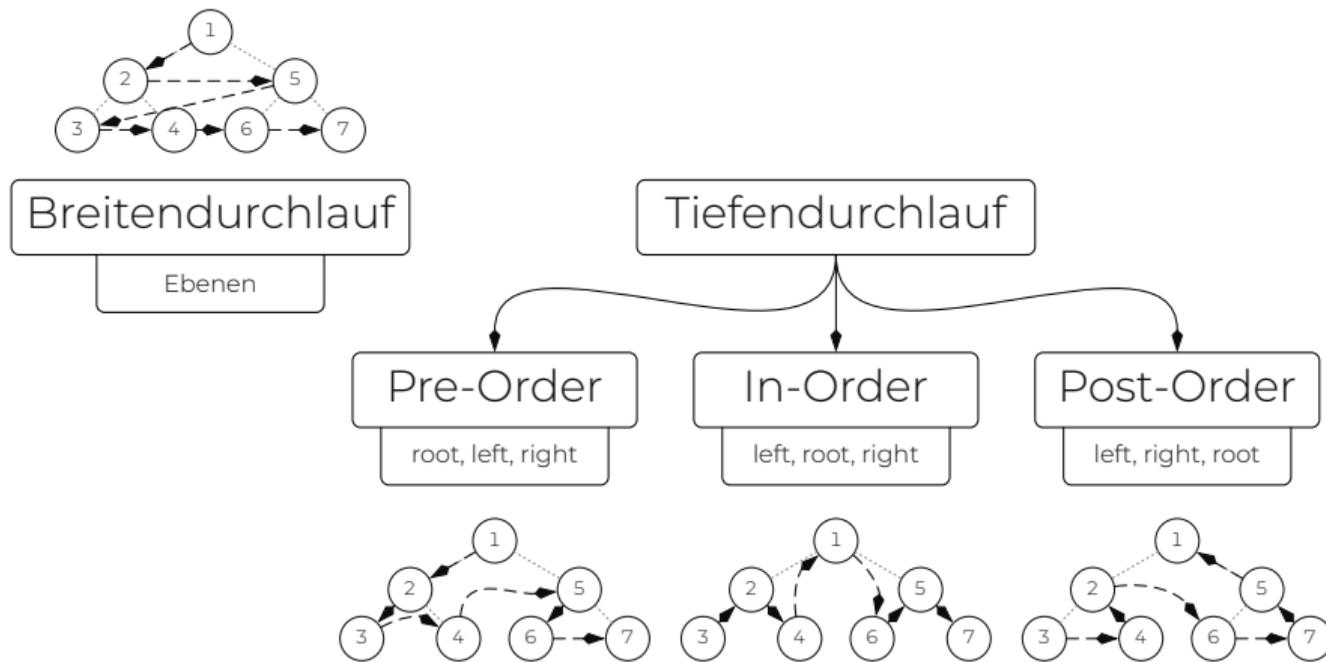 1
2 5
3 4 6 7
Breitendurchlauf
Ebenen
Tiefendurchlauf
Pre-Order
root, left, right
In-Order
left, root, right
Post-Order
left, right, root
1
2 5
3 4 6 7
1
2 5
3 4 6 7
1
2 5
3 4 6 7